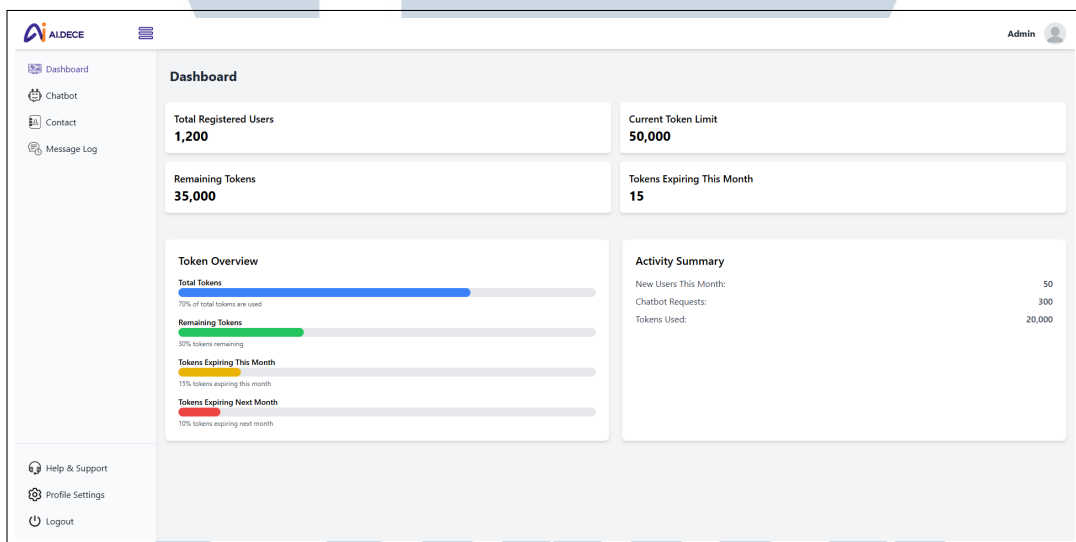 Ai AI.DECE
Admin
Dashboard
Chatbot
Contact
Message Log
Help & Support
Profile Settings
Logout
Dashboard
Total Registered Users
1,200
Current Token Limit
50,000
Remaining Tokens
35,000
Tokens Expiring This Month
15
Token Overview
Total Tokens
70% of total tokens are used
Remaining Tokens
30% tokens remaining
Tokens Expiring This Month
15% tokens expiring this month
Tokens Expiring Next Month
10% tokens expiring next month
Activity Summary
New Users This Month: 50
Chatbot Requests: 300
Tokens Used: 20,000